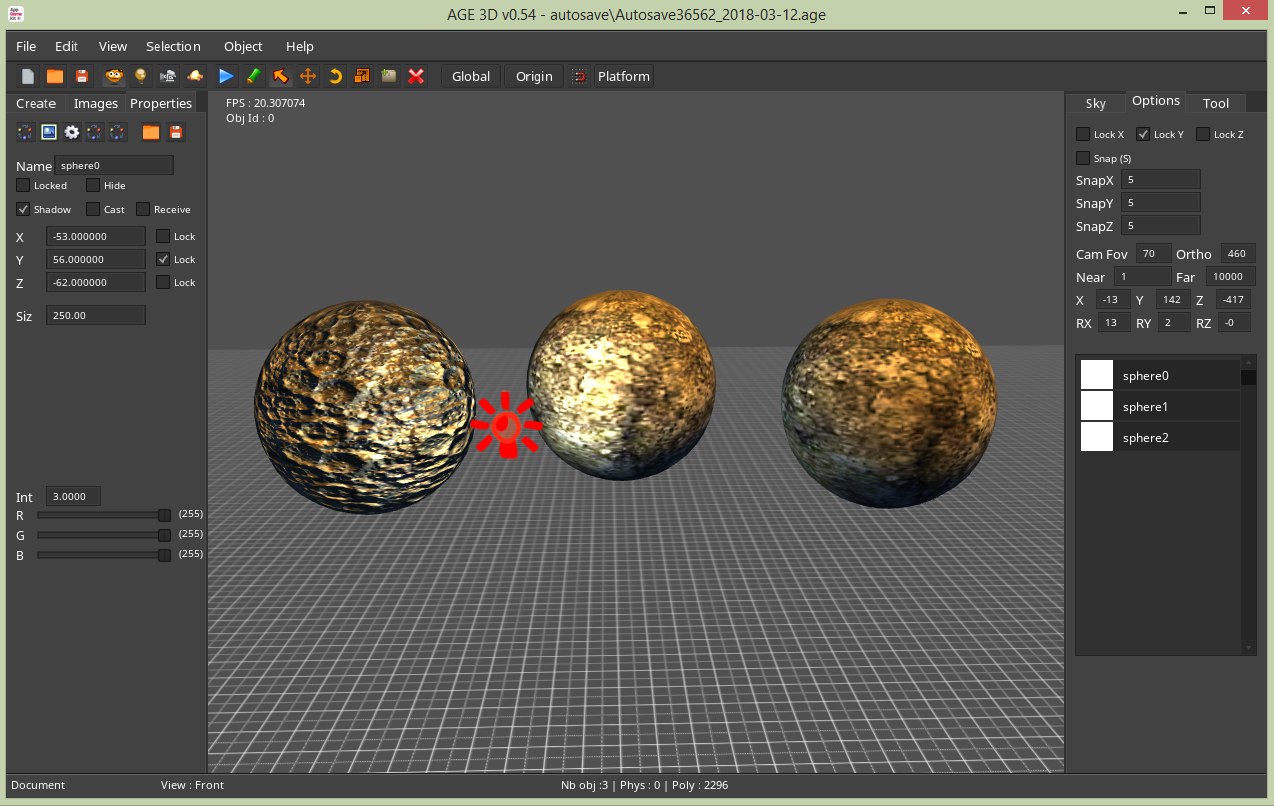 AGE 3D v0.54 - autosave\Autosave36562_2018-03-12.age
File Edit View Selection Object Help
Global Origin Platform
Create Images Properties
Name sphere0
Locked Hide
Shadow Cast Receive
X -53.000000 Lock
Y 56.000000 Lock
Z -62.000000 Lock
Siz 250.00
Int 3.0000
R (255)
G (255)
B (255)
FPS : 20.307074
Obj Id : 0
Sky Options Tool
Lock X Lock Y Lock Z
Snap (S)
SnapX 5
SnapY 5
SnapZ 5
Cam Fov 70 Ortho 460
Near 1 Far 10000
X -13 Y 142 Z -417
RX 13 RY 2 RZ -0
sphere0
sphere1
sphere2
Document View : Front Nb obj :3 | Phys : 0 | Poly : 2296